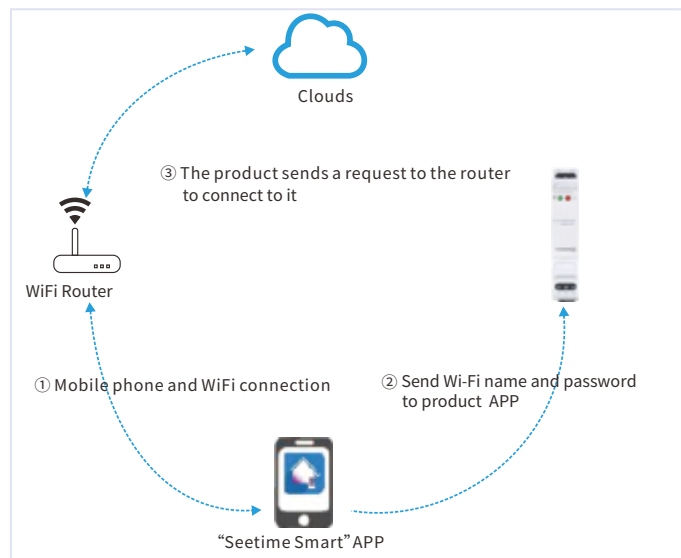 Clouds
③ The product sends a request to the router
to connect to it
WiFi Router
① Mobile phone and WiFi connection
② Send Wi-Fi name and password
to product APP
“Seetime Smart” APP